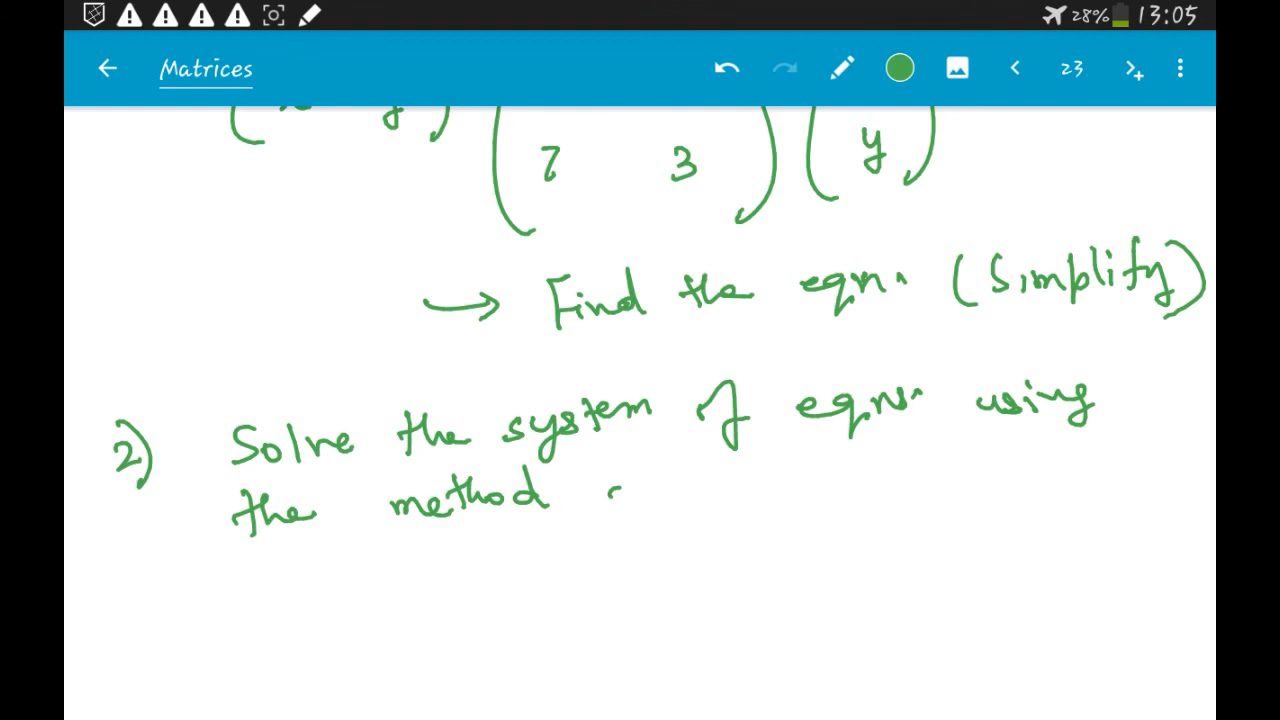 28% 13:05
Matrices
23
y
7 3 y
→ Find the eqn. (Simplify)
2) Solve the system of eqns. using
the method